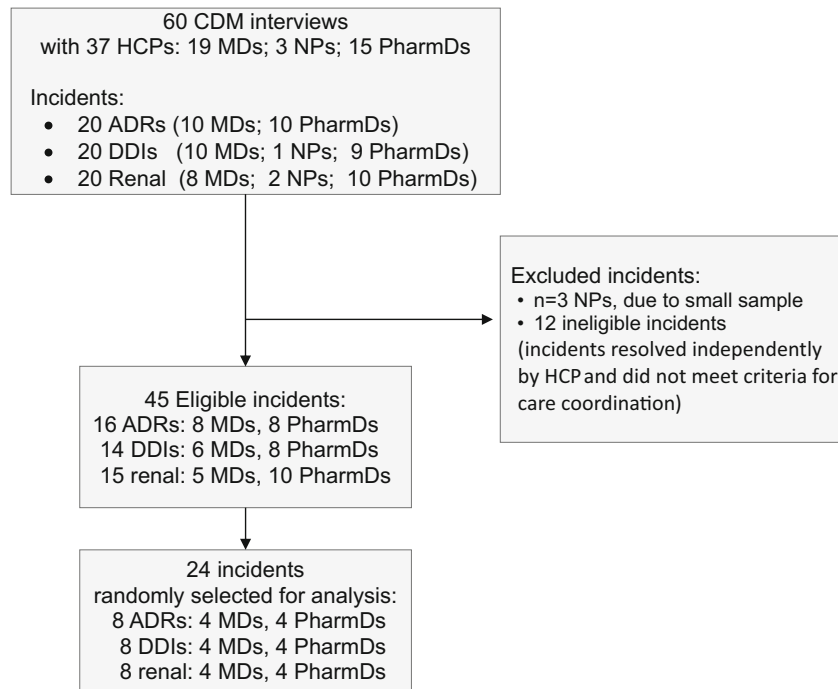 60 CDM interviews
with 37 HCPs: 19 MDs; 3 NPs; 15 PharmDs
Incidents:
• 20 ADRs (10 MDs; 10 PharmDs)
• 20 DDIs (10 MDs; 1 NPs; 9 PharmDs)
• 20 Renal (8 MDs; 2 NPs; 10 PharmDs)
Excluded incidents:
• n=3 NPs, due to small sample
• 12 ineligible incidents
(incidents resolved independently
by HCP and did not meet criteria for
care coordination)
45 Eligible incidents:
16 ADRs: 8 MDs, 8 PharmDs
14 DDIs: 6 MDs, 8 PharmDs
15 renal: 5 MDs, 10 PharmDs
24 incidents
randomly selected for analysis:
8 ADRs: 4 MDs, 4 PharmDs
8 DDIs: 4 MDs, 4 PharmDs
8 renal: 4 MDs, 4 PharmDs